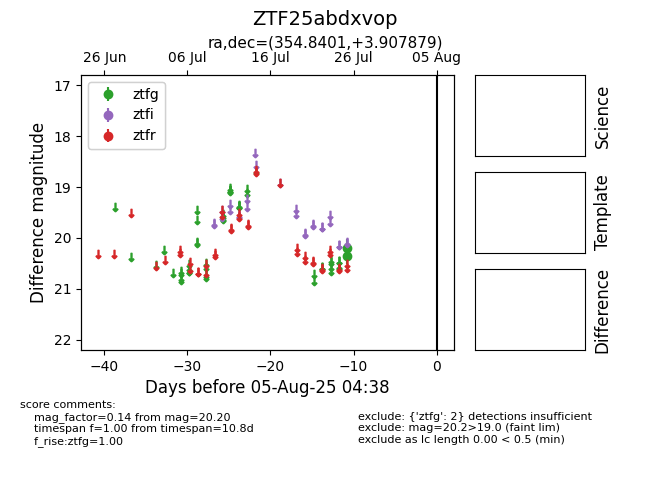 ZTF25abdxvop
ra,dec=(354.8401,+3.907879)
26 Jun 06 Jul 16 Jul 26 Jul 05 Aug
17
18
19
20
21
22
Difference magnitude
ztfg
ztfi
ztfr
−40 −30 −20 −10 0
Days before 05-Aug-25 04:38
Science
Template
Difference
score comments:
mag_factor=0.14 from mag=20.20
timespan f=1.00 from timespan=10.8d
f_rise:ztfg=1.00
exclude: {'ztfg': 2} detections insufficient
exclude: mag=20.2>19.0 (faint lim)
exclude as lc length 0.00 < 0.5 (min)